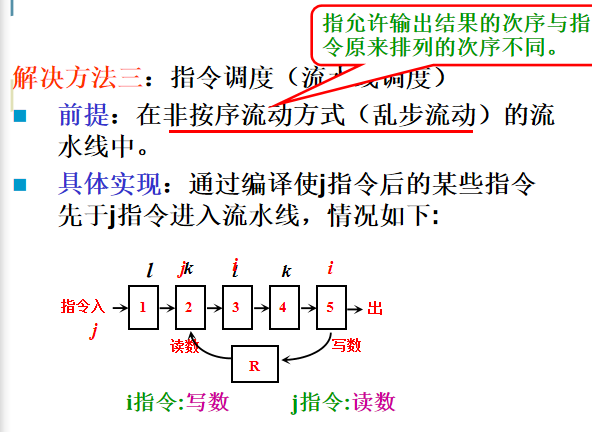 指允许输出结果的次序与指
令原来排列的次序不同。
解决方法三：指令调度（流水线调度）
前提：在非按序流动方式（乱步流动）的流
水线中。
具体实现：通过编译使j指令后的某些指令
先于j指令进入流水线，情况如下:
l j k i k i
指令入 1 2 3 4 5 出
j
读数 写数
R
i指令:写数 j指令:读数